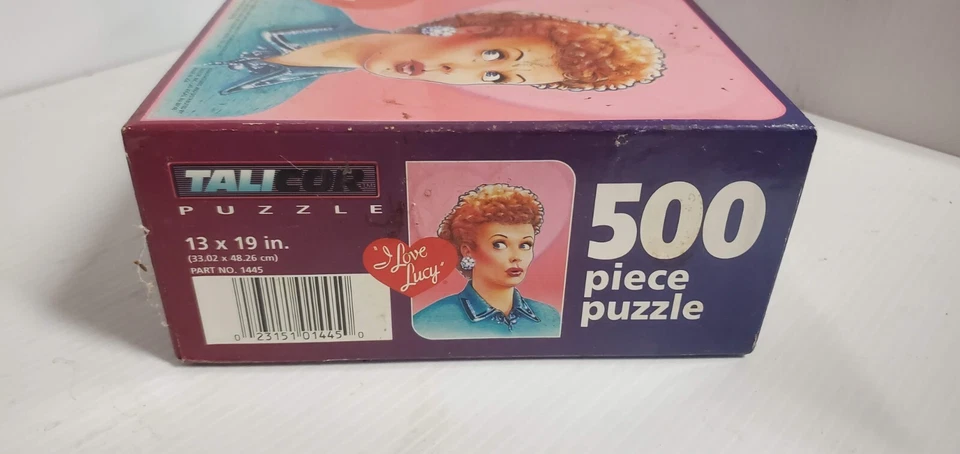 TALICOR
PUZZLE
13 x 19 in.
(33.02 x 48.26 cm)
PART NO. 1445
0 23151 01445 0
"I Love
Lucy"
500
piece
puzzle